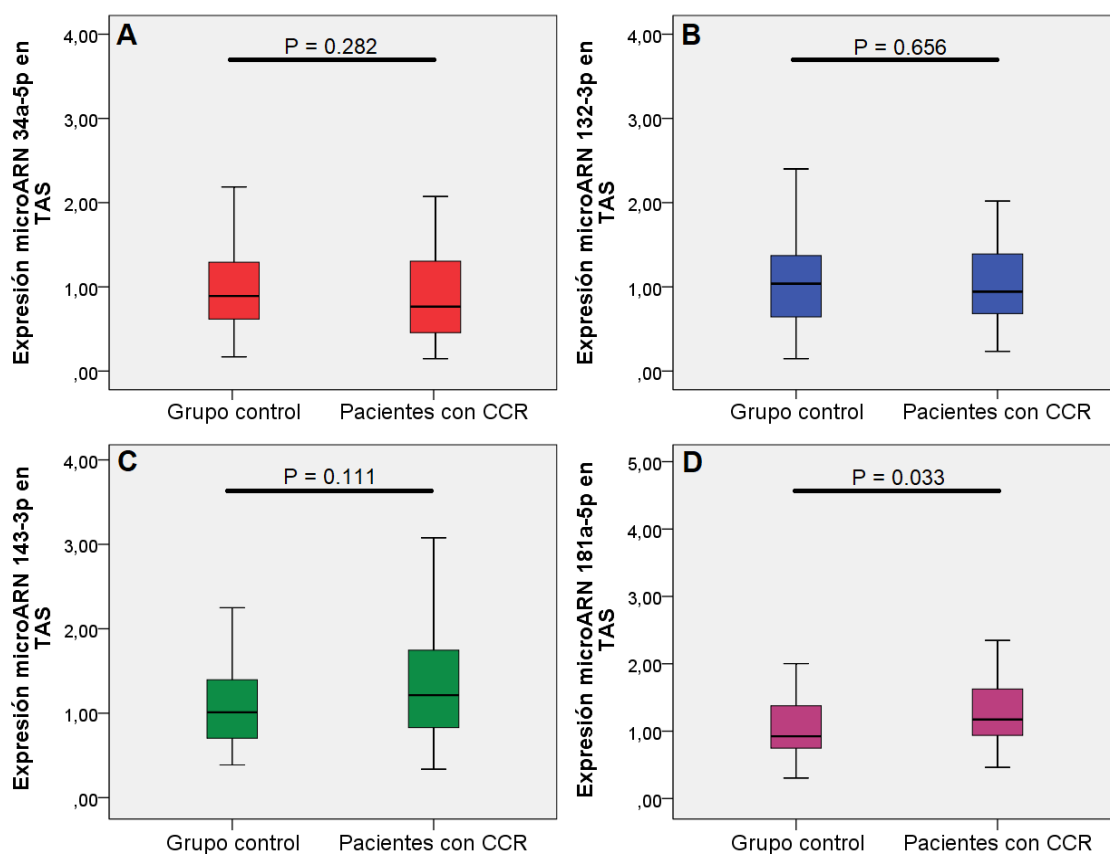 A
P = 0.282
Expresión microARN 34a-5p en
TAS
4,00
3,00
2,00
1,00
,00
Grupo control
Pacientes con CCR
B
P = 0.656
Expresión microARN 132-3p en
TAS
4,00
3,00
2,00
1,00
,00
Grupo control
Pacientes con CCR
C
P = 0.111
Expresión microARN 143-3p en
TAS
4,00
3,00
2,00
1,00
,00
Grupo control
Pacientes con CCR
D
P = 0.033
Expresión microARN 181a-5p en
TAS
5,00
4,00
3,00
2,00
1,00
,00
Grupo control
Pacientes con CCR